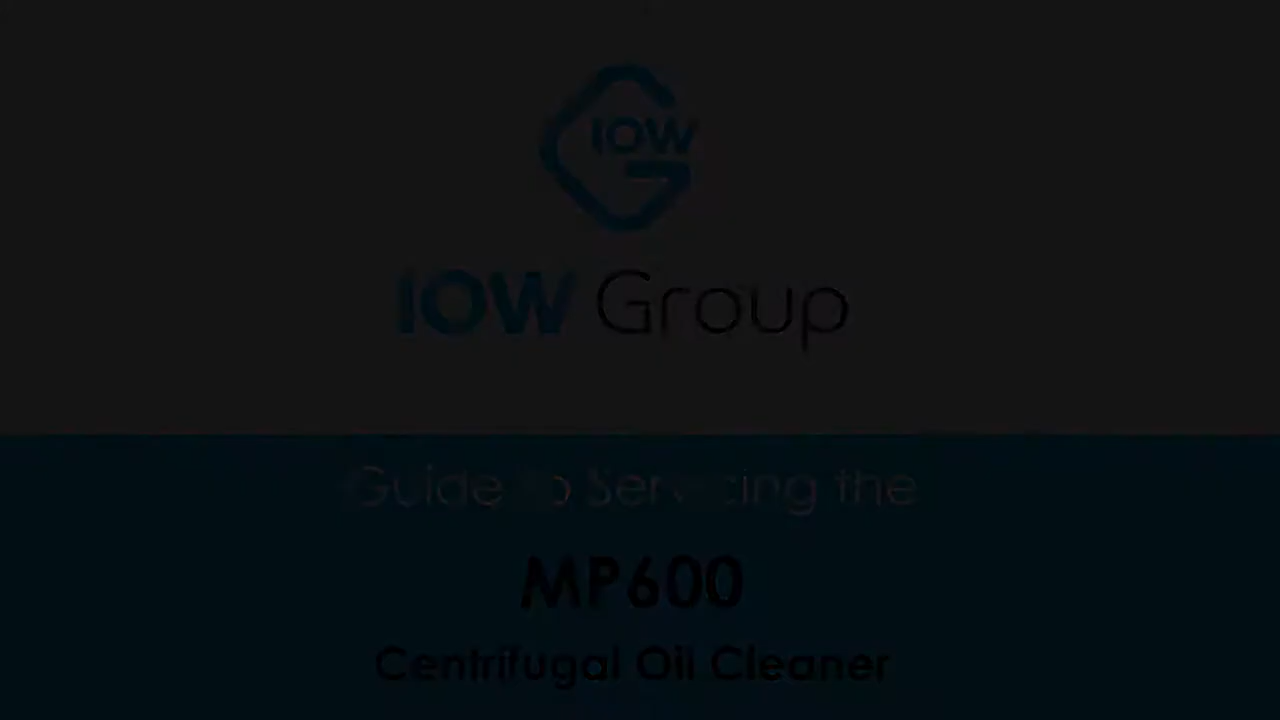 IOW
IOW Group
Guide to Servicing the
MP600
Centrifugal Oil Cleaner